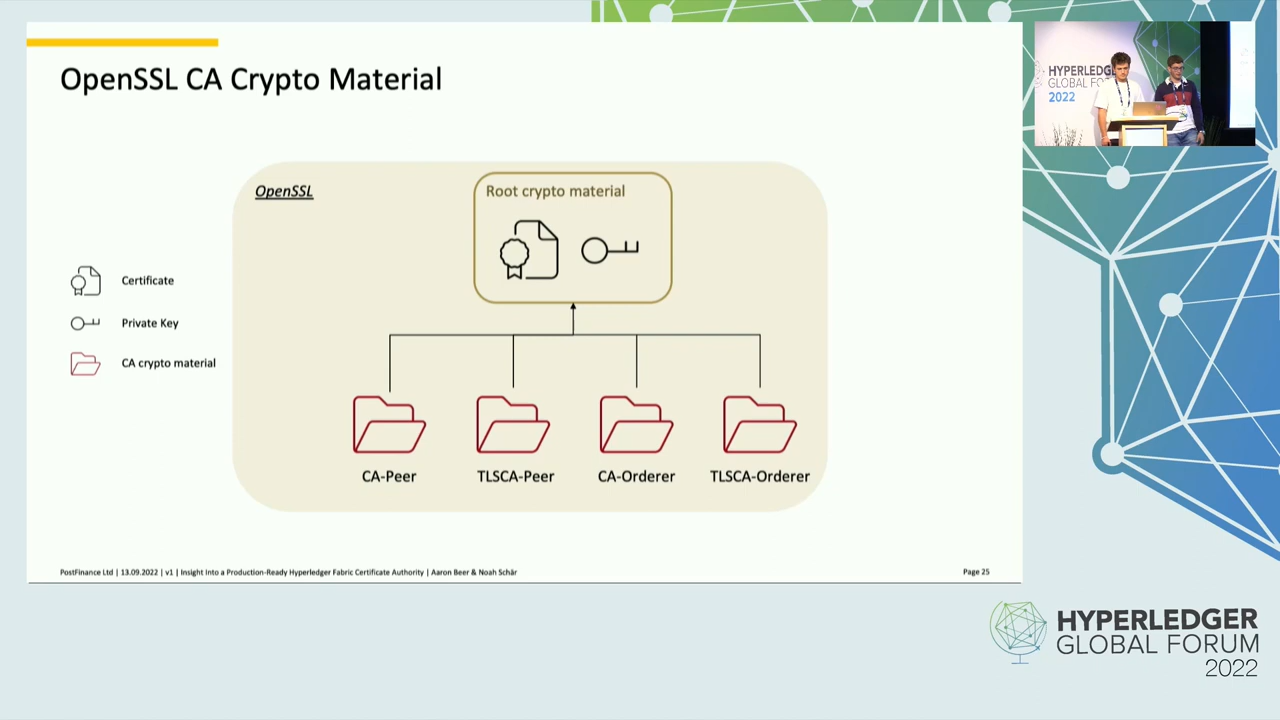 OpenSSL CA Crypto Material
OpenSSL
Root crypto material
Certificate
Private Key
CA crypto material
CA-Peer
TLSCA-Peer
CA-Orderer
TLSCA-Orderer
PostFinance Ltd | 13.09.2022 | v1 | Insight Into a Production-Ready Hyperledger Fabric Certificate Authority | Aaron Beer & Noah Schär
Page 25
HYPERLEDG
GLOBAL FO
2022
HYPERLEDGER
GLOBAL FORUM
2022